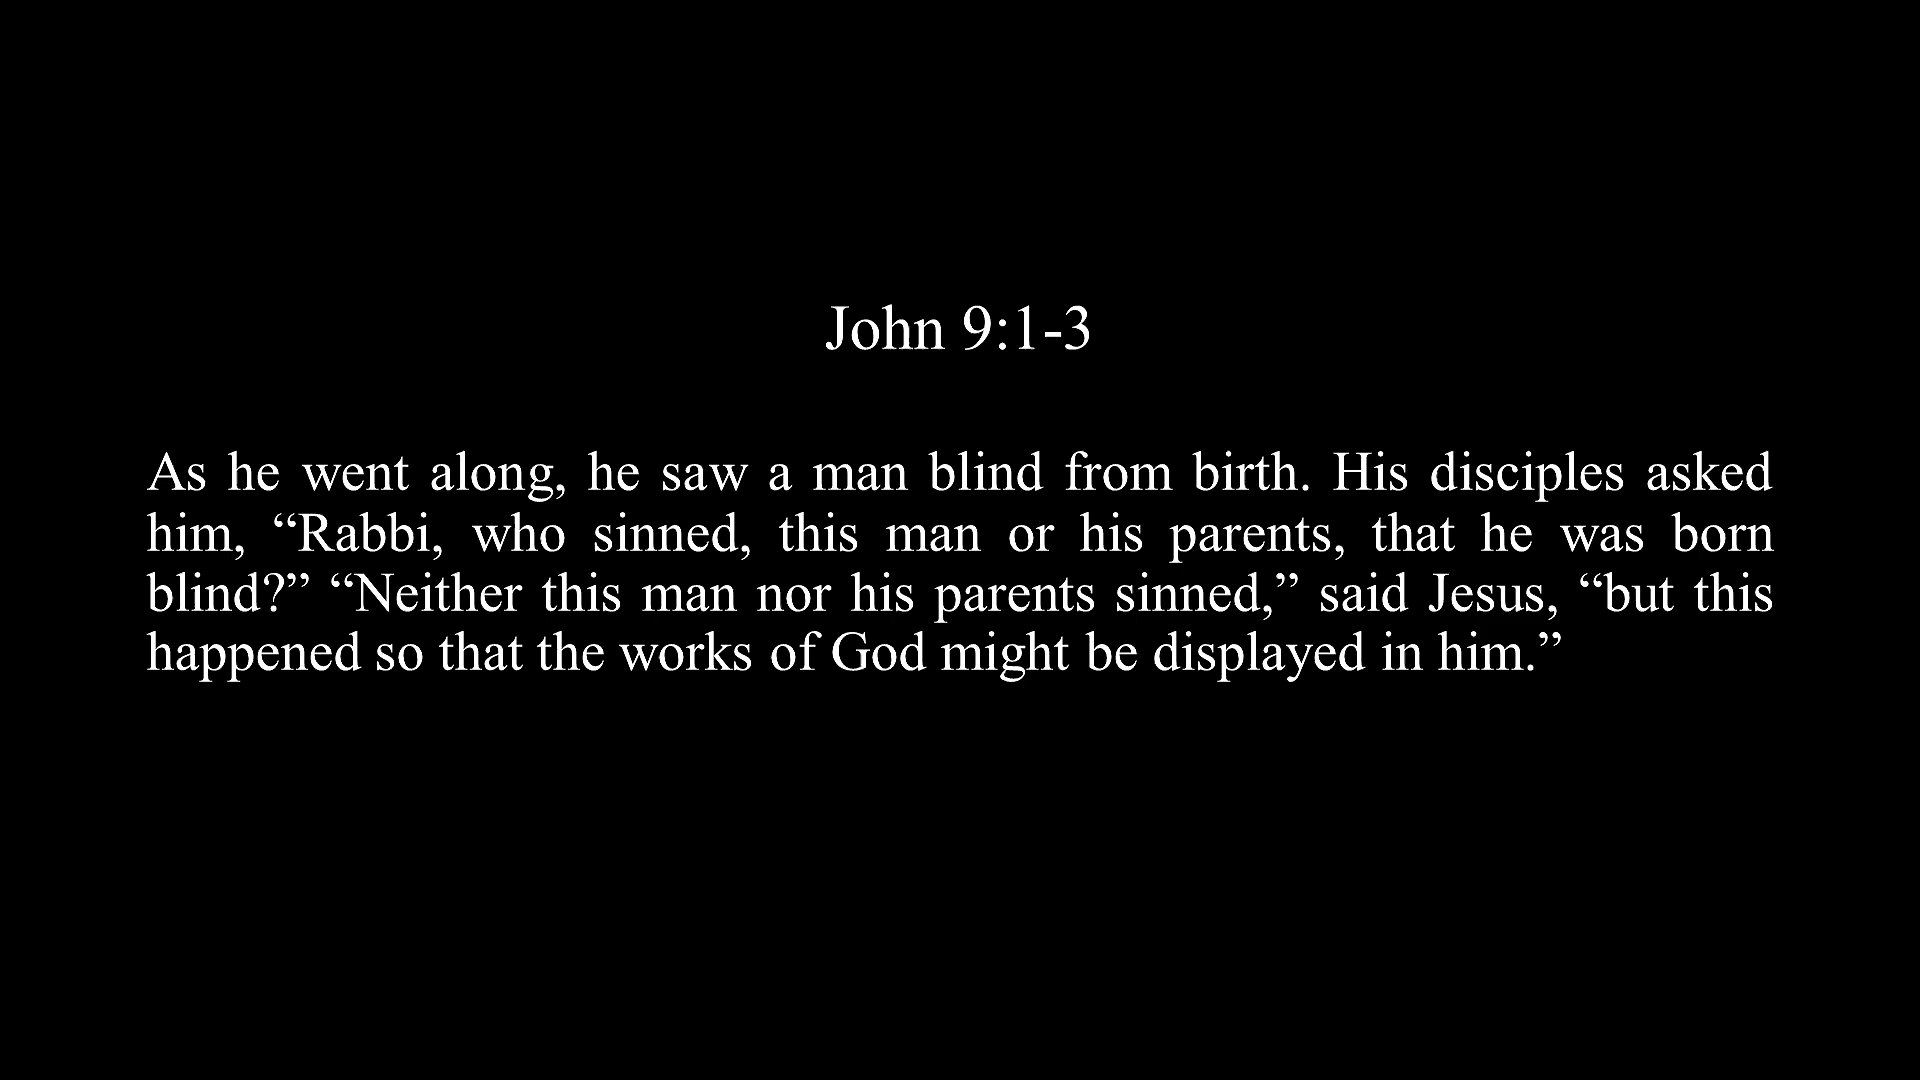 John 9:1-3
As he went along, he saw a man blind from birth. His disciples asked
him, “Rabbi, who sinned, this man or his parents, that he was born
blind?” “Neither this man nor his parents sinned,” said Jesus, “but this
happened so that the works of God might be displayed in him.”